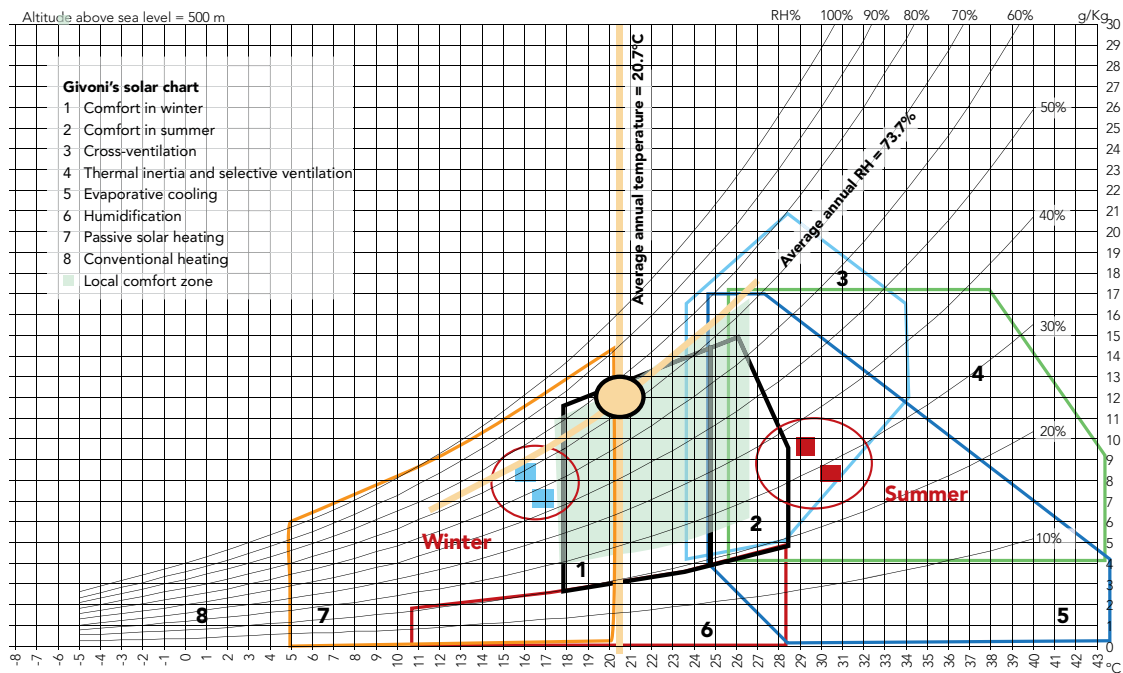 Altitude above sea level = 500 m
RH% 100% 90% 80% 70% 60% g/Kg
Givoni's solar chart
1 Comfort in winter
2 Comfort in summer
3 Cross-ventilation
4 Thermal inertia and selective ventilation
5 Evaporative cooling
6 Humidification
7 Passive solar heating
8 Conventional heating
Local comfort zone
Average annual temperature = 20.7°C
Average annual RH = 73.7%
50%
40%
30%
20%
10%
30
29
28
27
26
25
24
23
22
21
20
19
18
17
16
15
14
13
12
11
10
9
8
7
6
5
4
3
2
1
0
3
4
Summer
Winter
2
1
8
7
6
5
-8 -7 -6 -5 -4 -3 -2 -1 0 1 2 3 4 5 6 7 8 9 10 11 12 13 14 15 16 17 18 19 20 21 22 23 24 25 26 27 28 29 30 31 32 33 34 35 36 37 38 39 40 41 42 43 °C